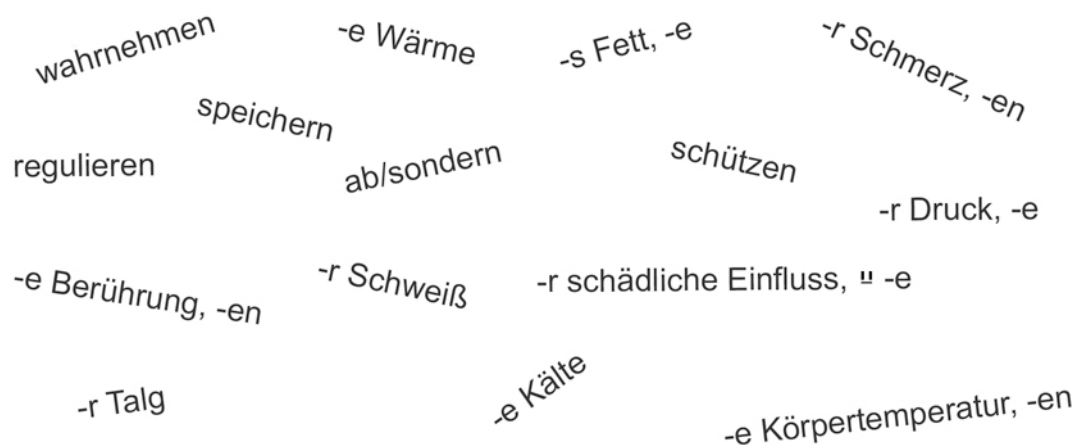 wahrnehmen
-e Wärme
-s Fett, -e
-r Schmerz, -en
speichern
regulieren
ab/sondern
schützen
-r Druck, -e
-e Berührung, -en
-r Schweiß
-r schädliche Einfluss, ¨ -e
-r Talg
-e Kälte
-e Körpertemperatur, -en